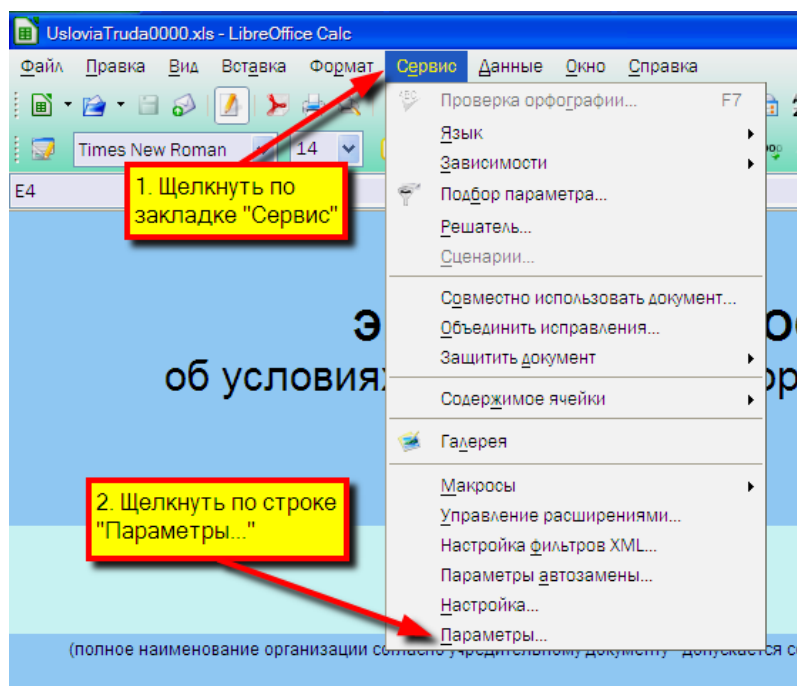 UsloviaTruda0000.xls - LibreOffice Calc
Файл Правка Вид Вставка Формат Сервис Данные Окно Справка
Times New Roman 14
E4
1. Щелкнуть по
закладке "Сервис"
Проверка орфографии... F7
Язык
Зависимости
Подбор параметра...
Решатель...
Сценарии...
Совместно использовать документ...
Объединить исправления...
Защитить документ
Содержимое ячейки
Галерея
Макросы
Управление расширениями...
Настройка фильтров XML...
Параметры автозамены...
Настройка...
Параметры...
э
об условиях
2. Щелкнуть по строке
"Параметры..."
(полное наименование организации согласно учредительному документу допускается